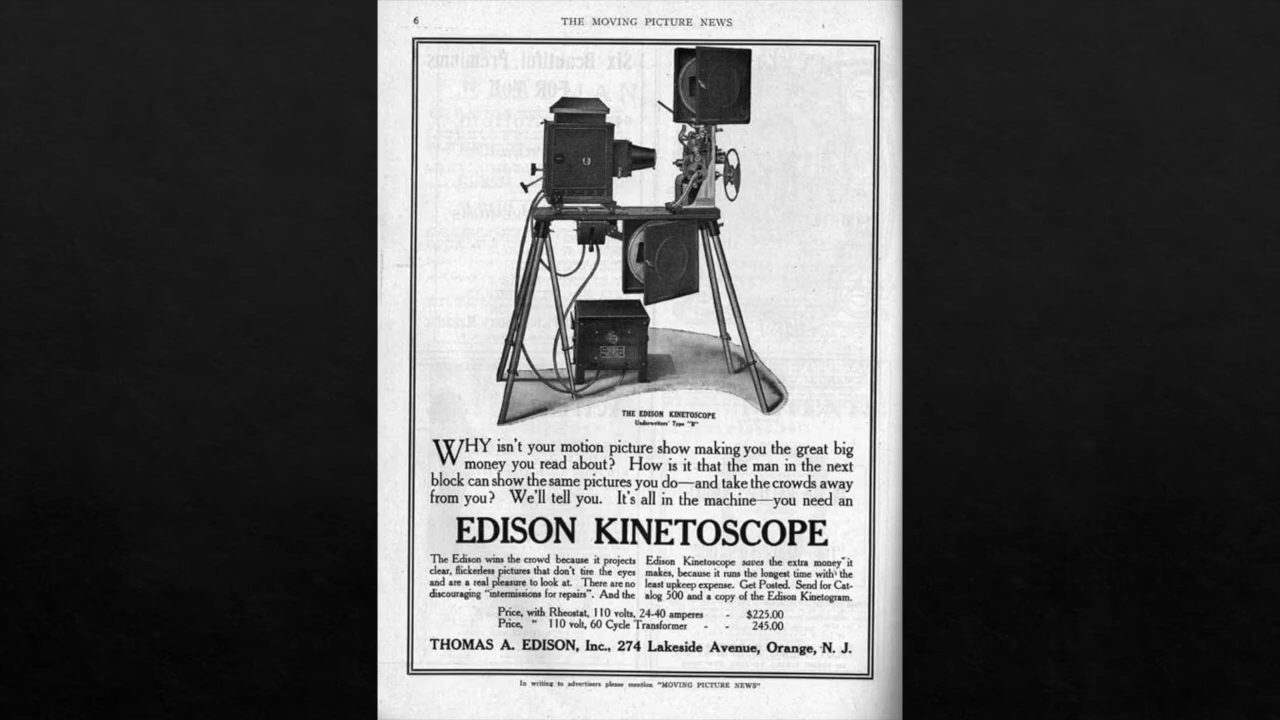 6
THE MOVING PICTURE NEWS
THE EDISON KINETOSCOPE
Underwriters' Type "B"
WHY isn't your motion picture show making you the great big
money you read about? How is it that the man in the next
block can show the same pictures you do—and take the crowds away
from you? We'll tell you. It's all in the machine—you need an
EDISON KINETOSCOPE
The Edison wins the crowd because it projects
clear, flickerless pictures that don't tire the eyes
and are a real pleasure to look at. There are no
discouraging "intermissions for repairs". And the
Edison Kinetoscope saves the extra money it
makes, because it runs the longest time with the
least upkeep expense. Get Posted. Send for Cat-
alog 500 and a copy of the Edison Kinetogram.
Price, with Rheostat, 110 volts, 24-40 amperes - $225.00
Price, " 110 volt, 60 Cycle Transformer - - 245.00
THOMAS A. EDISON, Inc., 274 Lakeside Avenue, Orange, N. J.
In writing to advertisers please mention "MOVING PICTURE NEWS"